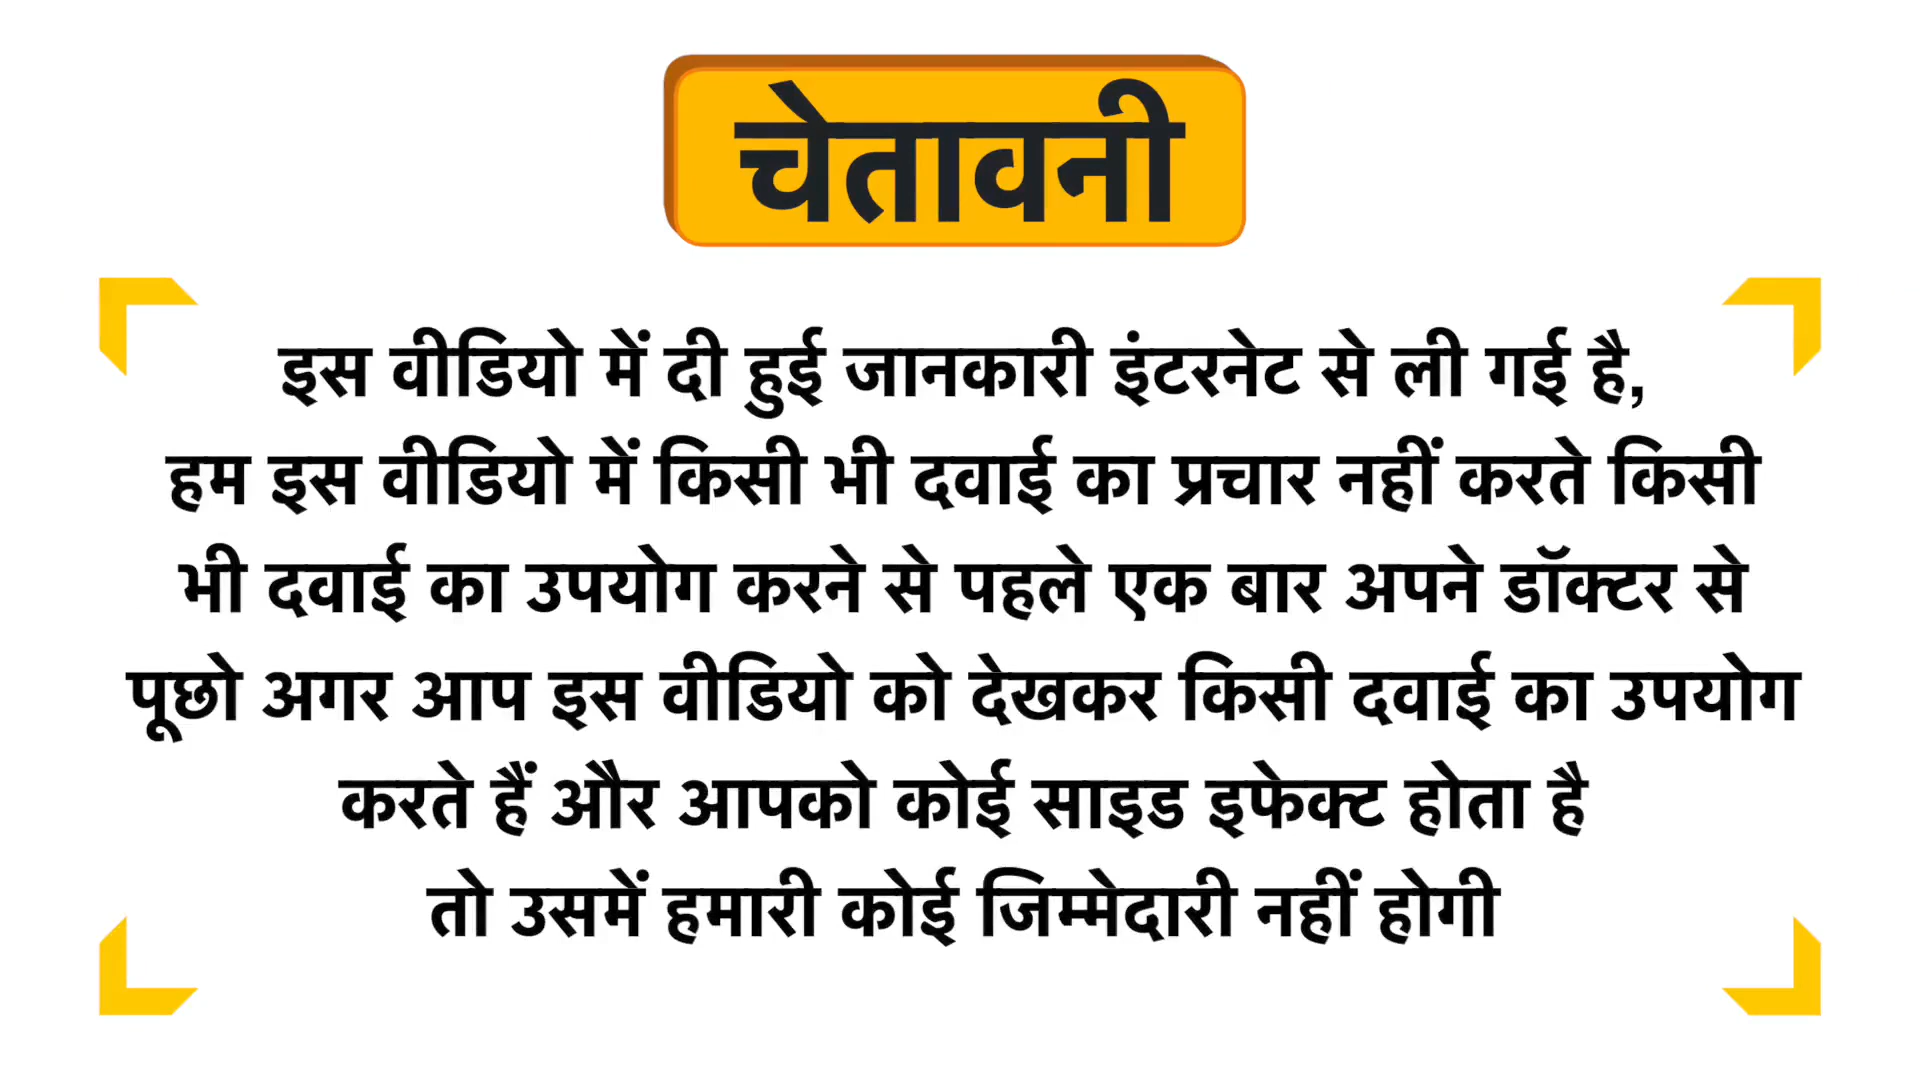 चेतावनी
इस वीडियो में दी हुई जानकारी इंटरनेट से ली गई है,
हम इस वीडियो में किसी भी दवाई का प्रचार नहीं करते किसी
भी दवाई का उपयोग करने से पहले एक बार अपने डॉक्टर से
पूछो अगर आप इस वीडियो को देखकर किसी दवाई का उपयोग
करते हैं और आपको कोई साइड इफेक्ट होता है
तो उसमें हमारी कोई जिम्मेदारी नहीं होगी